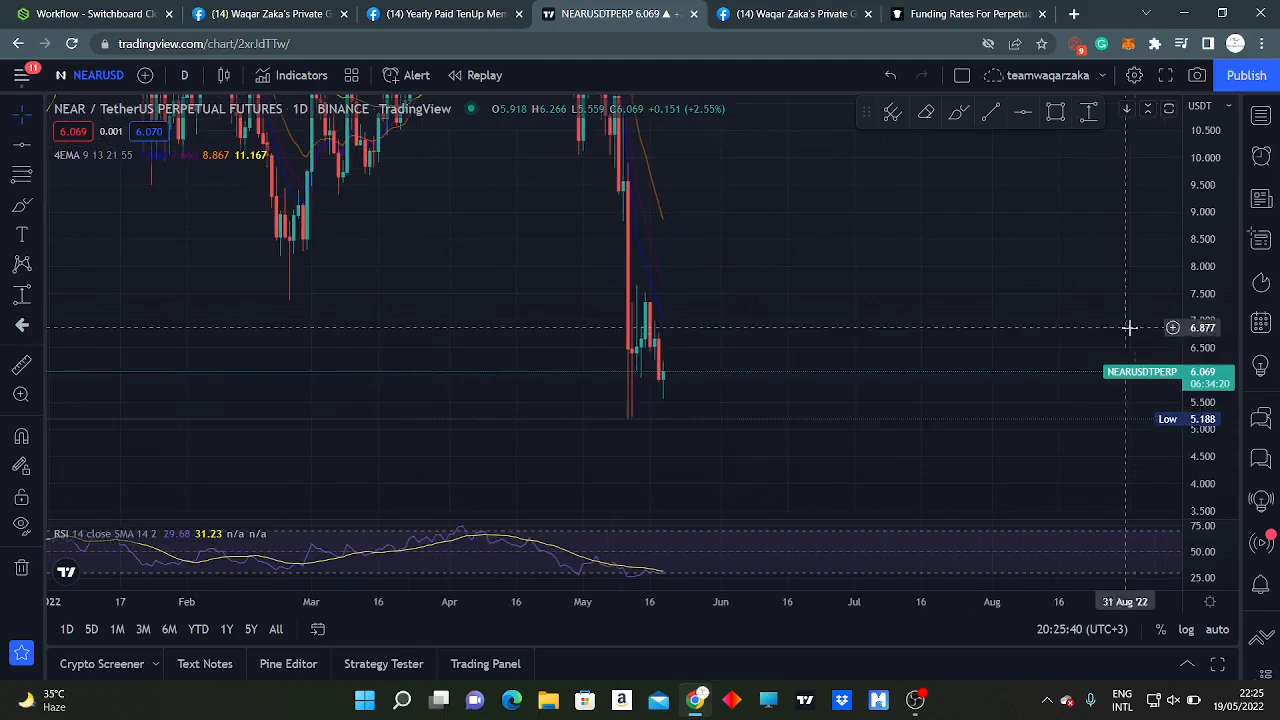 Workflow - Switchboard Clo
(14) Waqar Zaka's Private G
(14) Yearly Paid TenUp Mem
NEARUSDTPERP 6.069 ▲ +
(14) Waqar Zaka's Private G
Funding Rates For Perpetua
tradingview.com/chart/2xrJdTTw/
9
11
NEARUSD
D
Indicators
Alert
Replay
teamwaqarzaka
Publish
NEAR / TetherUS PERPETUAL FUTURES · 1D · BINANCE · TradingView
O5.918 H6.266 L5.559 C6.069 +0.151 (+2.55%)
USDT
6.069 0.001 6.070
4EMA 9 13 21 55 8.867 11.167
10.500
10.000
9.500
9.000
8.500
8.000
7.500
6.877
6.500
NEARUSDTPERP 6.069
06:34:20
5.500
Low 5.188
5.000
4.500
4.000
3.500
RSI 14 close SMA 14 2 29.68 31.23 n/a n/a
75.00
50.00
25.00
17 Feb Mar 16 Apr 16 May 16 Jun 16 Jul 16 Aug 16 31 Aug '22
1D 5D 1M 3M 6M YTD 1Y 5Y All
20:25:40 (UTC+3) % log auto
Crypto Screener Text Notes Pine Editor Strategy Tester Trading Panel
35°C
Haze
ENG
INTL
22:25
19/05/2022